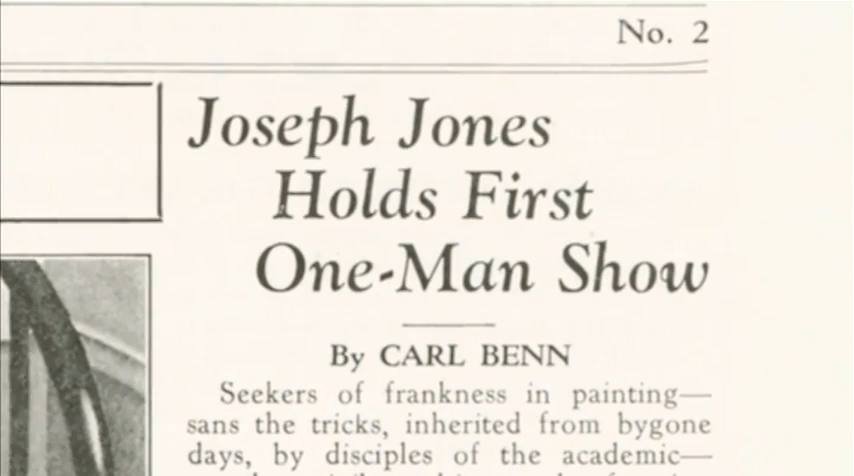 No. 2
Joseph Jones
Holds First
One-Man Show
By CARL BENN
Seekers of frankness in painting—
sans the tricks, inherited from bygone
days, by disciples of the academic—